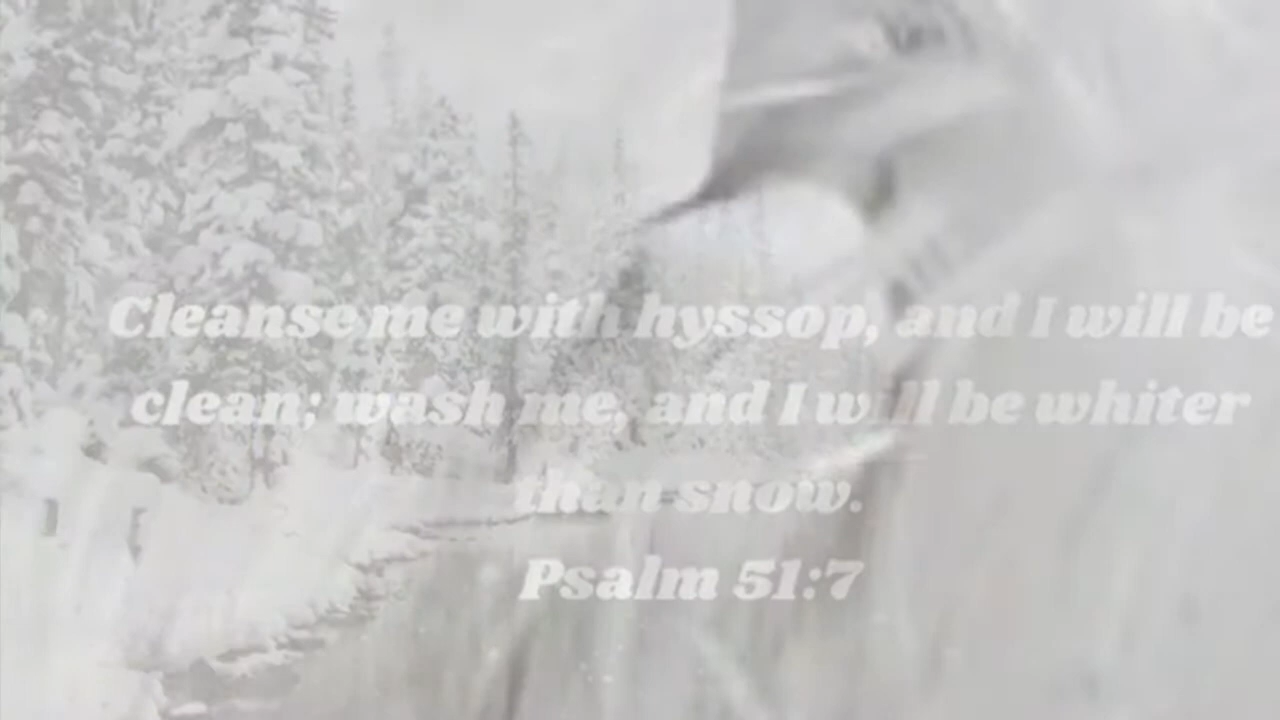 Cleanse me with hyssop, and I will be
clean; wash me, and I will be whiter
than snow.
Psalm 51:7